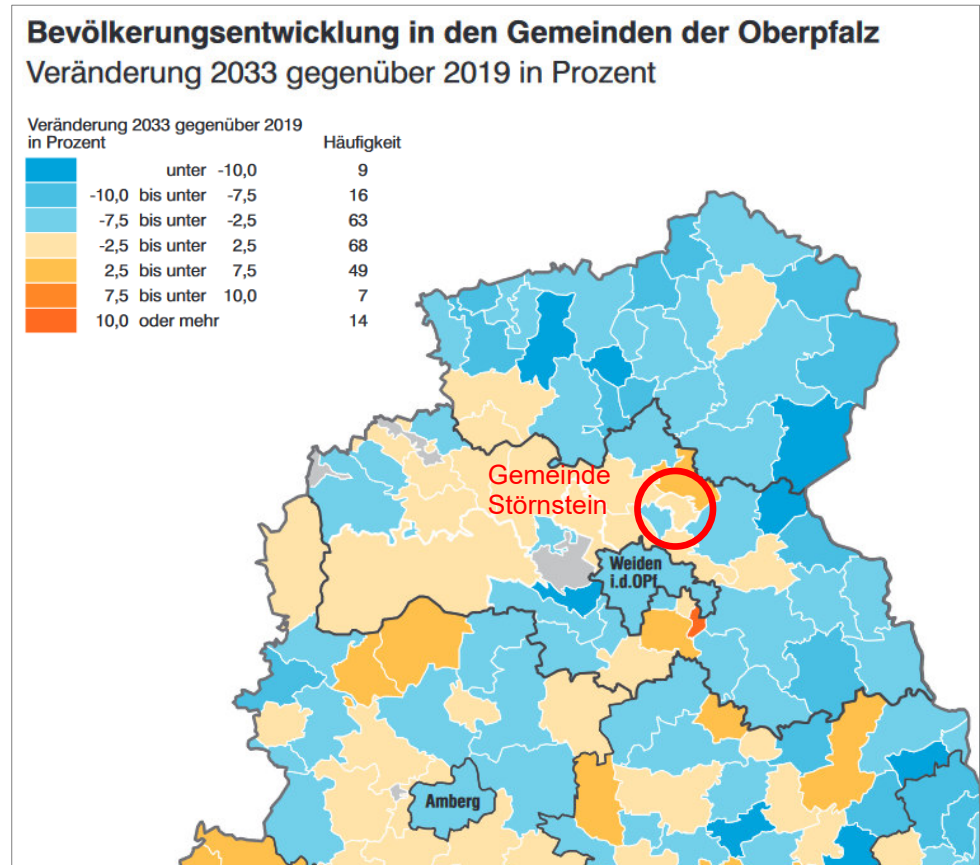 Bevölkerungsentwicklung in den Gemeinden der Oberpfalz
Veränderung 2033 gegenüber 2019 in Prozent
Veränderung 2033 gegenüber 2019
in Prozent Häufigkeit
unter -10,0 9
-10,0 bis unter -7,5 16
-7,5 bis unter -2,5 63
-2,5 bis unter 2,5 68
2,5 bis unter 7,5 49
7,5 bis unter 10,0 7
10,0 oder mehr 14
Gemeinde
Störnstein
Weiden
i.d.OPf
Amberg